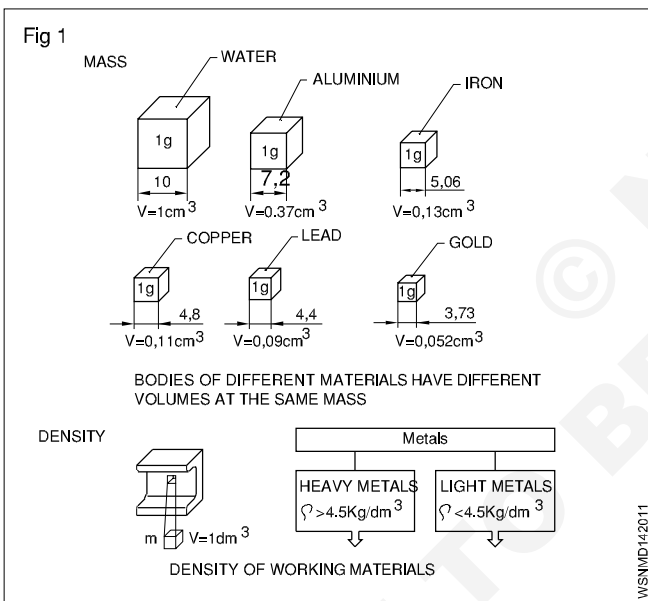 Fig 1
MASS
WATER
ALUMINIUM
IRON
1g
1g
1g
10
7,2
5,06
V=1cm³
V=0.37cm³
V=0,13cm³
COPPER
LEAD
GOLD
1g
1g
1g
4,8
4,4
3,73
V=0,11cm³
V=0,09cm³
V=0,052cm³
BODIES OF DIFFERENT MATERIALS HAVE DIFFERENT
VOLUMES AT THE SAME MASS
DENSITY
Metals
HEAVY METALS
ρ>4.5Kg/dm³
LIGHT METALS
ρ<4.5Kg/dm³
m
V=1dm³
DENSITY OF WORKING MATERIALS
WSNMD142011